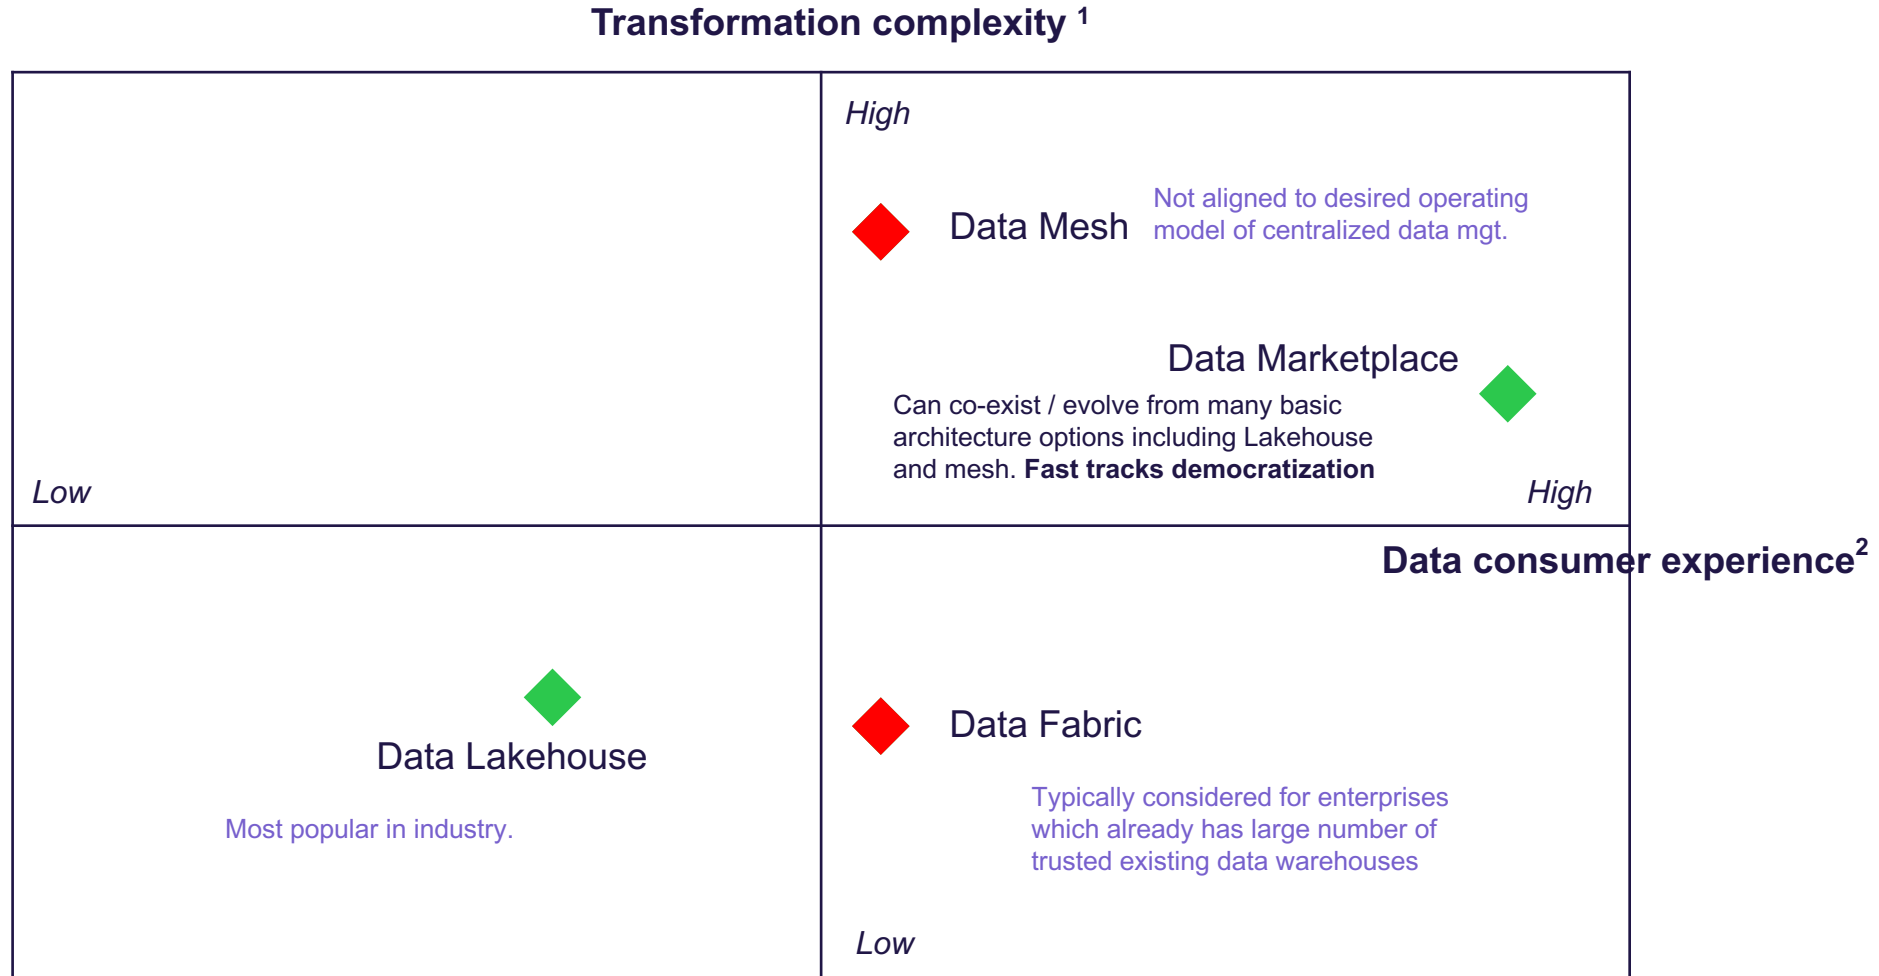 Transformation complexity 1
High
Data Mesh
Not aligned to desired operating
model of centralized data mgt.
Data Marketplace
Can co-exist / evolve from many basic
architecture options including Lakehouse
and mesh. Fast tracks democratization
Low
High
Data consumer experience2
Data Lakehouse
Most popular in industry.
Data Fabric
Typically considered for enterprises
which already has large number of
trusted existing data warehouses
Low